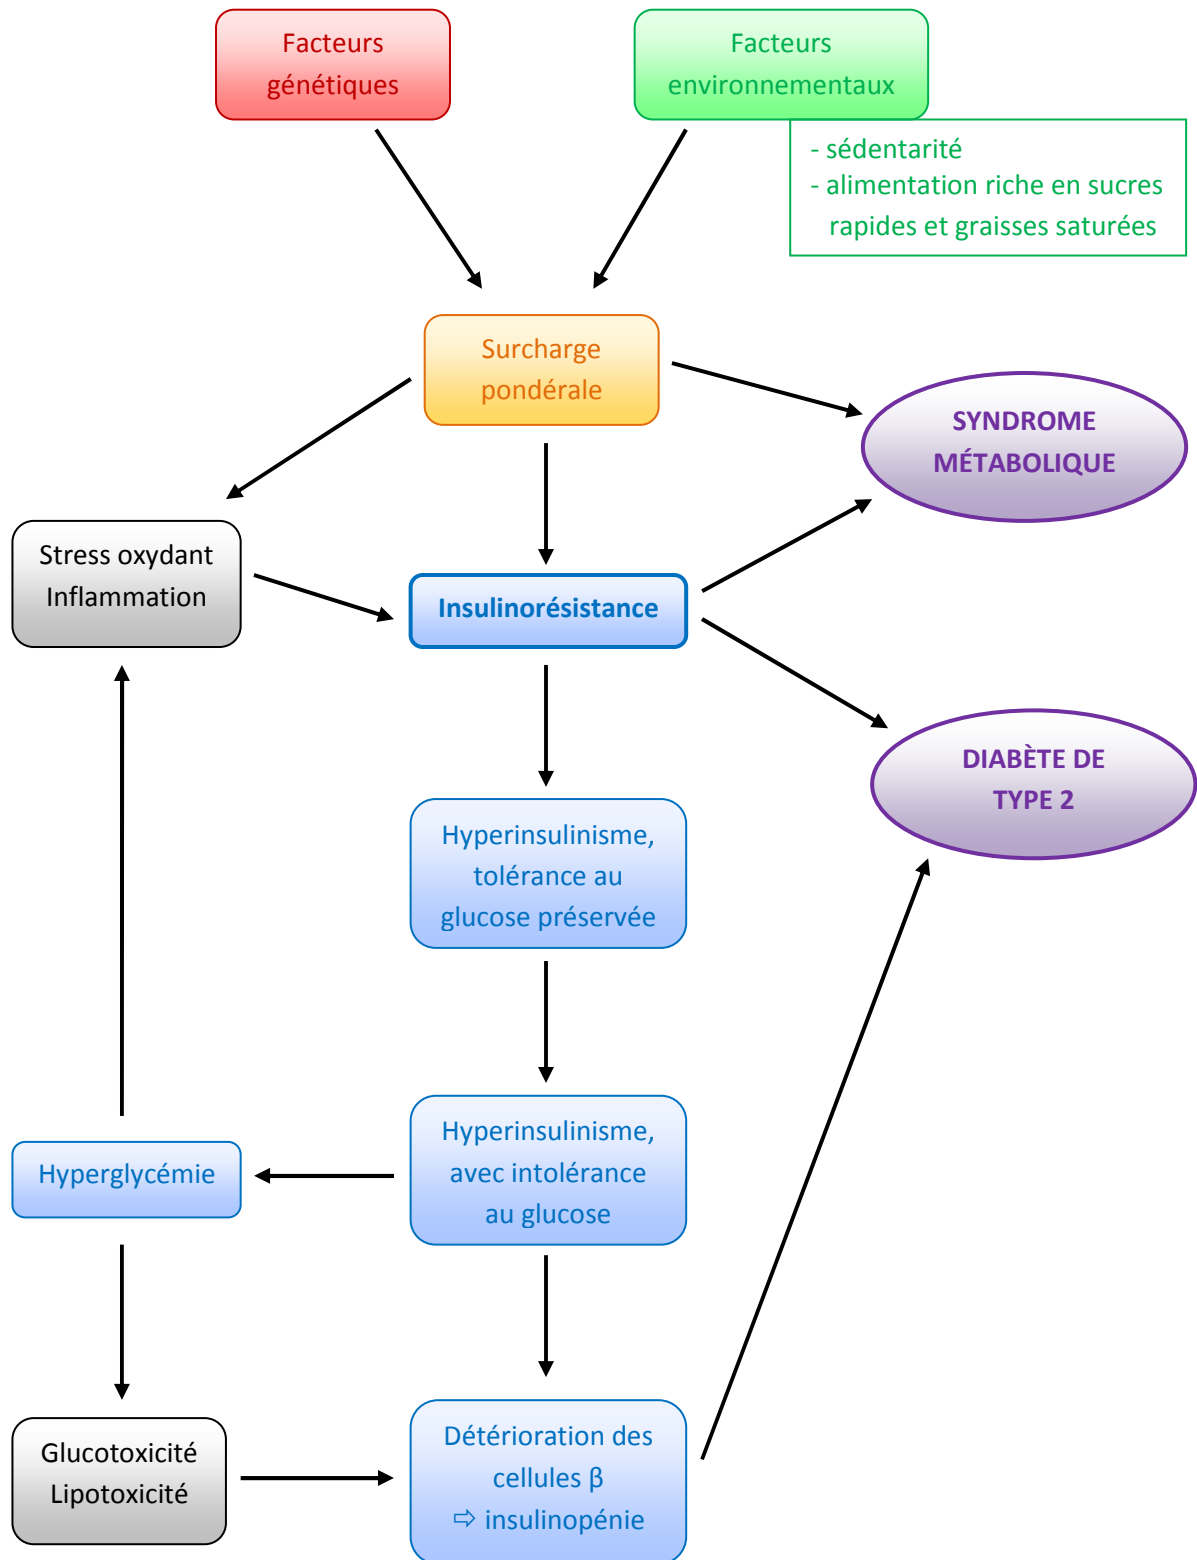 Facteurs
génétiques
Facteurs
environnementaux
- sédentarité
- alimentation riche en sucres
rapides et graisses saturées
Surcharge
pondérale
SYNDROME
MÉTABOLIQUE
Stress oxydant
Inflammation
Insulinorésistance
DIABÈTE DE
TYPE 2
Hyperinsulinisme,
tolérance au
glucose préservée
Hyperglycémie
Hyperinsulinisme,
avec intolérance
au glucose
Glucotoxicité
Lipotoxicité
Détérioration des
cellules β
⇨ insulinopénie